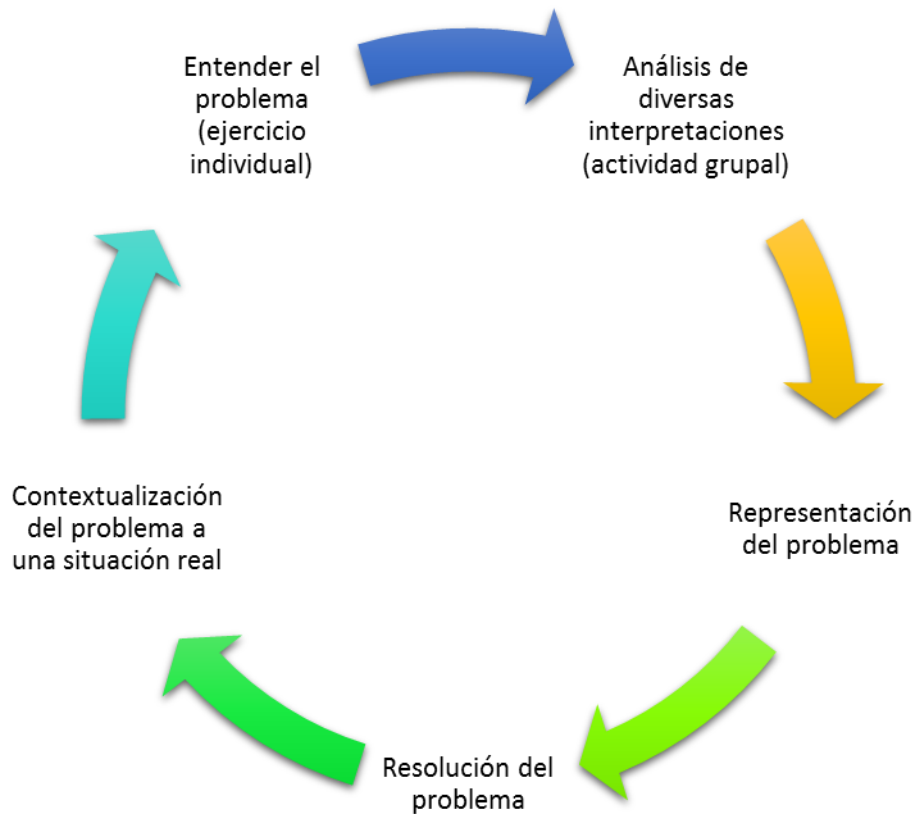 Entender el
problema
(ejercicio
individual)
Análisis de
diversas
interpretaciones
(actividad grupal)
Representación
del problema
Resolución del
problema
Contextualización
del problema a
una situación real